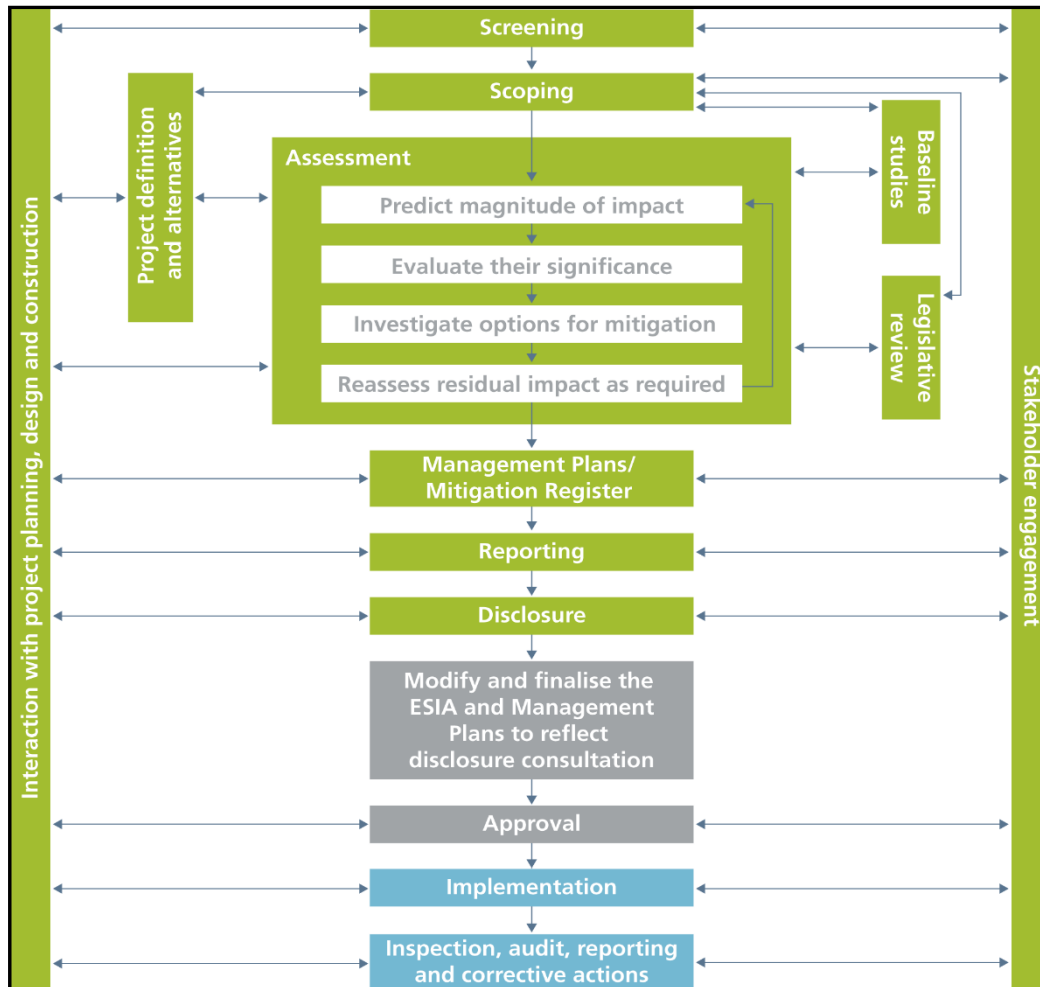 Screening
Scoping
Interaction with project planning, design and construction
Project definition
and alternatives
Assessment
Predict magnitude of impact
Evaluate their significance
Investigate options for mitigation
Reassess residual impact as required
Baseline
studies
Legislative
review
Stakeholder engagement
Management Plans/
Mitigation Register
Reporting
Disclosure
Modify and finalise the
ESIA and Management
Plans to reflect
disclosure consultation
Approval
Implementation
Inspection, audit, reporting
and corrective actions